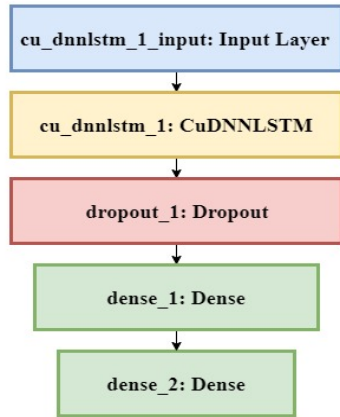 cu_dnnlstm_1_input: Input Layer
cu_dnnlstm_1: CuDNNLSTM
dropout_1: Dropout
dense_1: Dense
dense_2: Dense